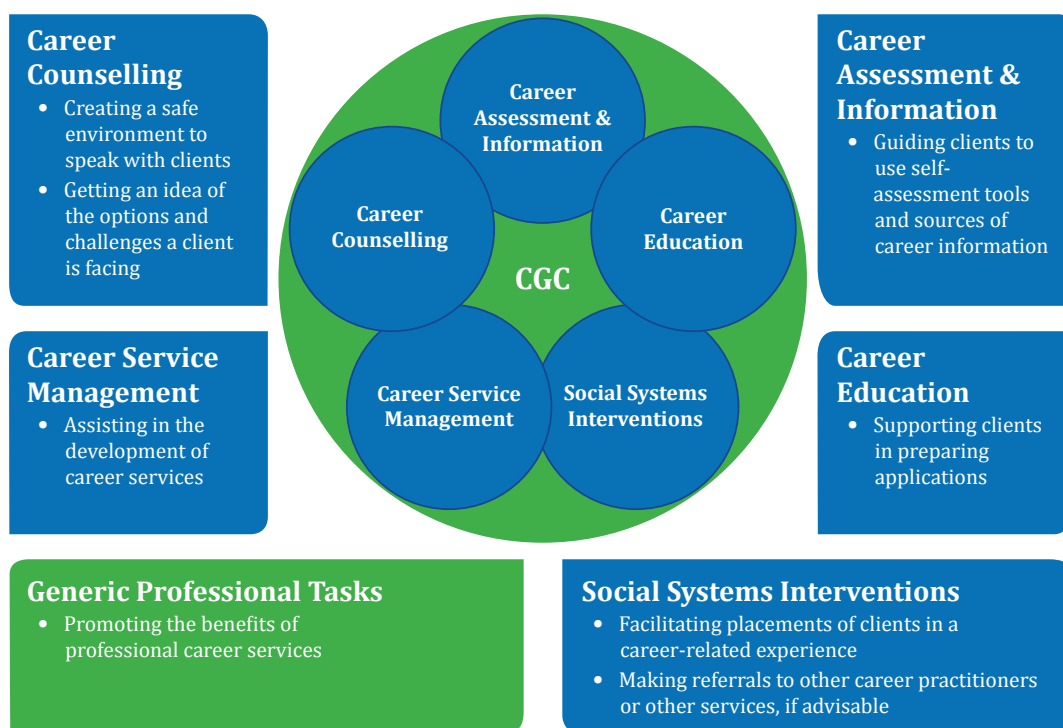 Career
Counselling
• Creating a safe
environment to
speak with clients
• Getting an idea of
the options and
challenges a client
is facing
Career
Assessment &
Information
Career
Counselling
Career
Education
CGC
Career Service
Management
Social Systems
Interventions
Career
Assessment &
Information
• Guiding clients to
use self-
assessment tools
and sources of
career information
Career Service
Management
• Assisting in the
development of
career services
Career
Education
• Supporting clients
in preparing
applications
Generic Professional Tasks
• Promoting the benefits of
professional career services
Social Systems Interventions
• Facilitating placements of clients in a
career-related experience
• Making referrals to other career practitioners
or other services, if advisable